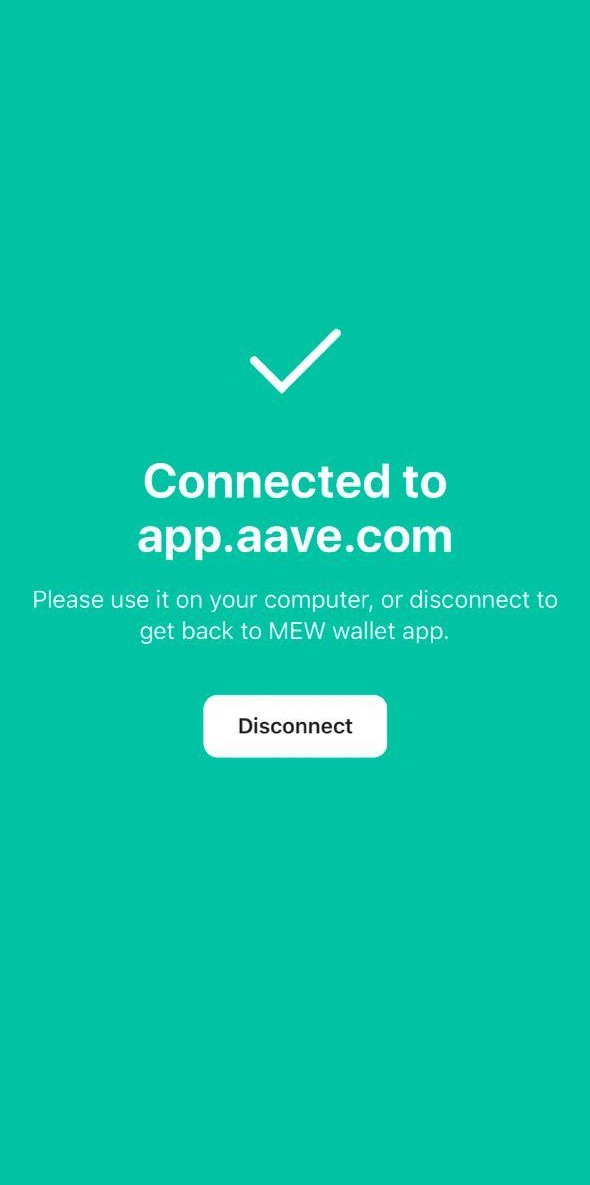 Connected to
app.aave.com
Please use it on your computer, or disconnect to
get back to MEW wallet app.
Disconnect